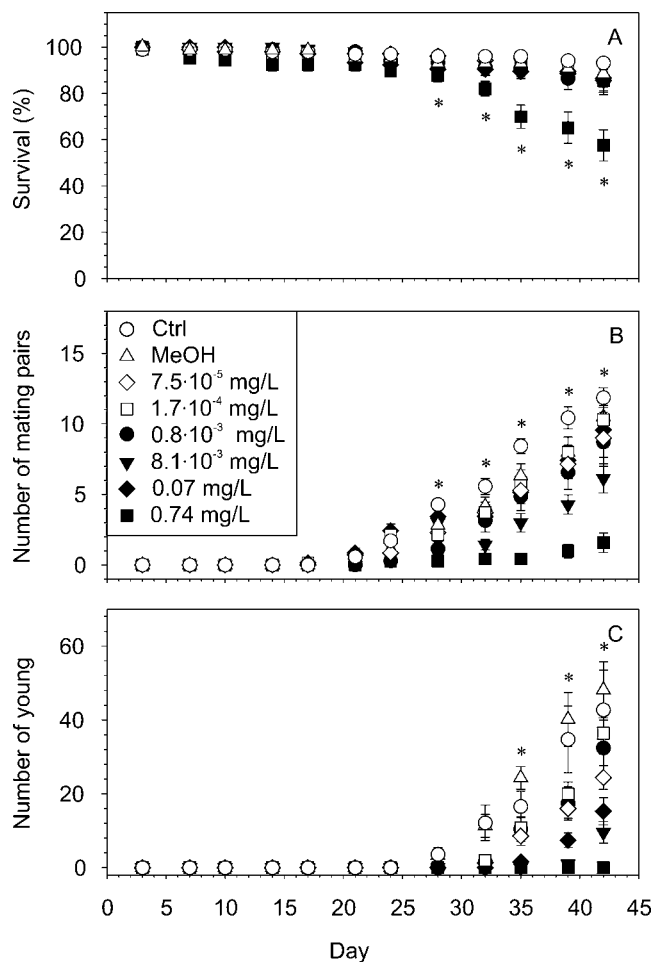 A
Survival (%)
100
80
60
40
20
0
*
*
*
*
*
B
Number of mating pairs
15
10
5
0
Ctrl
MeOH
7.5·10⁻⁵ mg/L
1.7·10⁻⁴ mg/L
0.8·10⁻³ mg/L
8.1·10⁻³ mg/L
0.07 mg/L
0.74 mg/L
*
*
*
*
*
C
Number of young
60
40
20
0
*
*
*
0 5 10 15 20 25 30 35 40 45
Day